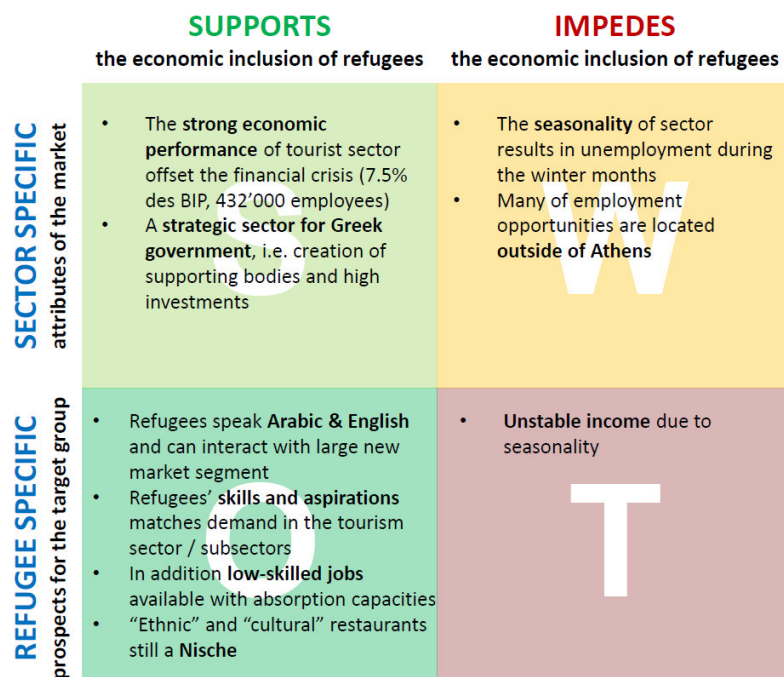 SUPPORTS
the economic inclusion of refugees
IMPEDES
the economic inclusion of refugees
SECTOR SPECIFIC
attributes of the market
• The strong economic
performance of tourist sector
offset the financial crisis (7.5%
des BIP, 432'000 employees)
• A strategic sector for Greek
government, i.e. creation of
supporting bodies and high
investments
S
• The seasonality of sector
results in unemployment during
the winter months
• Many of employment
opportunities are located
outside of Athens
W
REFUGEE SPECIFIC
prospects for the target group
• Refugees speak Arabic & English
and can interact with large new
market segment
• Refugees' skills and aspirations
matches demand in the tourism
sector / subsectors
• In addition low-skilled jobs
available with absorption capacities
• “Ethnic” and “cultural” restaurants
still a Nische
O
• Unstable income due to
seasonality
T